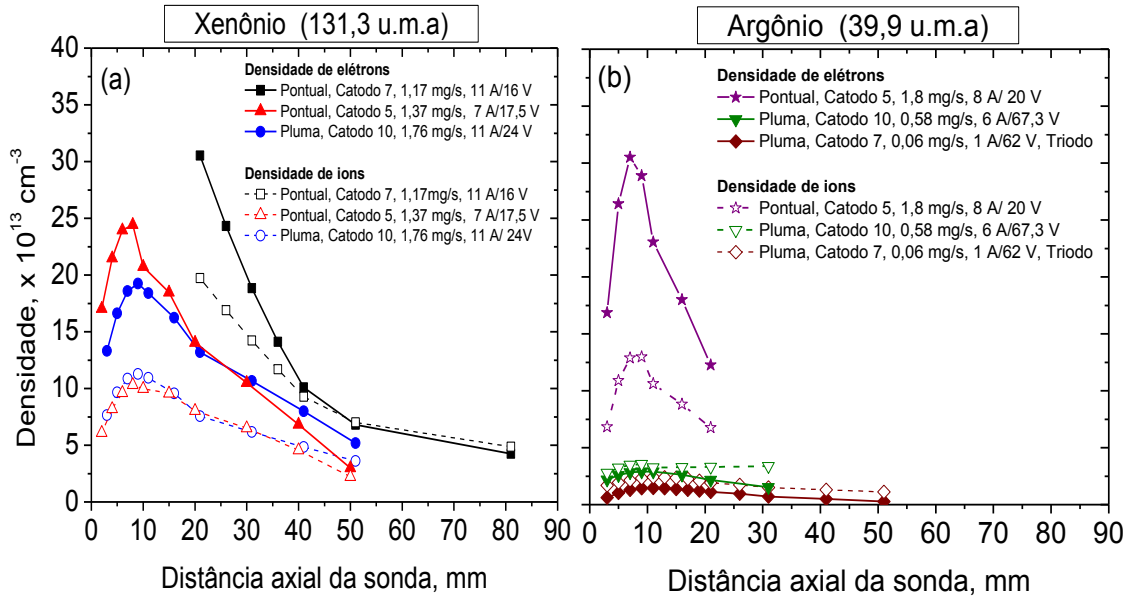 Xenônio (131,3 u.m.a)
(a)
Densidade de elétrons
Pontual, Catodo 7, 1,17 mg/s, 11 A/16 V
Pontual, Catodo 5, 1,37 mg/s, 7 A/17,5 V
Pluma, Catodo 10, 1,76 mg/s, 11 A/24 V
Densidade de ions
Pontual, Catodo 7, 1,17mg/s, 11 A/16 V
Pontual, Catodo 5, 1,37 mg/s, 7 A/17,5 V
Pluma, Catodo 10, 1,76 mg/s, 11 A/ 24V
Densidade, x 10¹³ cm⁻³
40
35
30
25
20
15
10
5
0
0 10 20 30 40 50 60 70 80 90
Distância axial da sonda, mm
Argônio (39,9 u.m.a)
(b)
Densidade de elétrons
Pontual, Catodo 5, 1,8 mg/s, 8 A/ 20 V
Pluma, Catodo 10, 0,58 mg/s, 6 A/67,3 V
Pluma, Catodo 7, 0,06 mg/s, 1 A/62 V, Triodo
Densidade de ions
Pontual, Catodo 5, 1,8 mg/s, 8 A/ 20 V
Pluma, Catodo 10, 0,58 mg/s, 6 A/67,3 V
Pluma, Catodo 7, 0,06 mg/s, 1 A/62 V, Triodo
0 10 20 30 40 50 60 70 80 90
Distância axial da sonda, mm